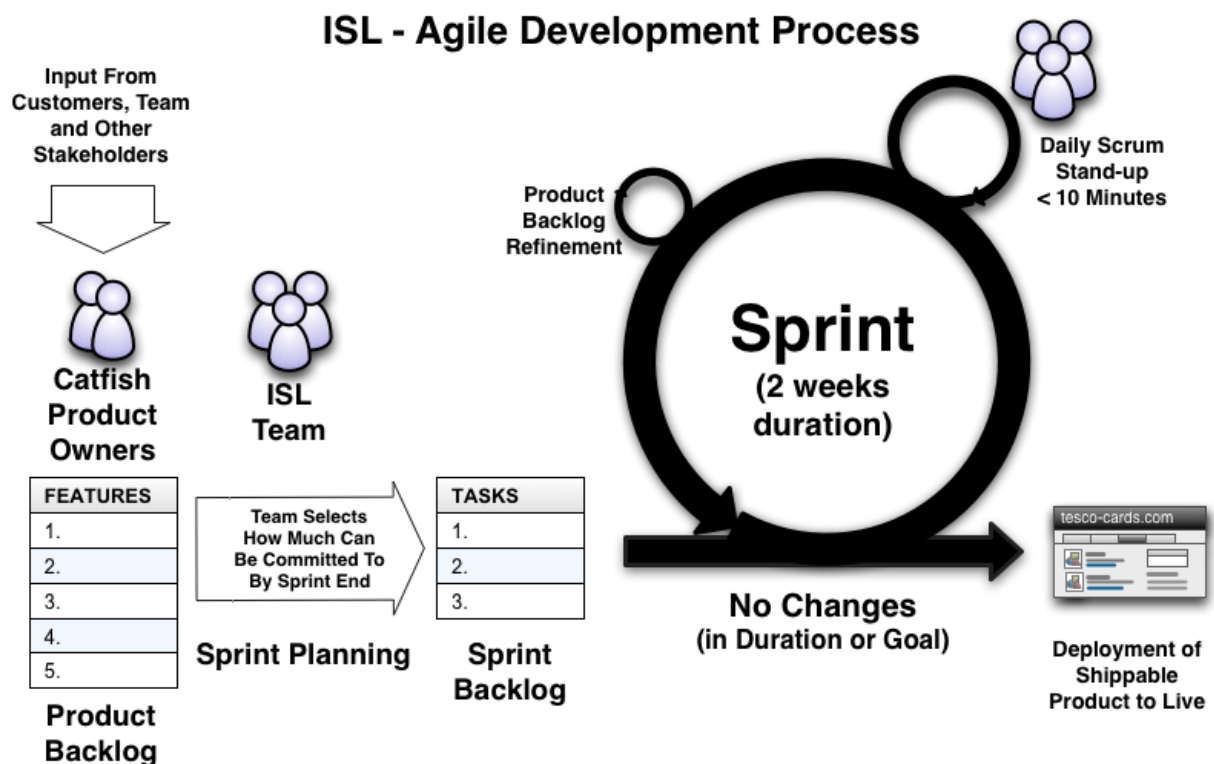 ISL - Agile Development Process
Input From
Customers, Team
and Other
Stakeholders
Catfish
Product
Owners
ISL
Team
FEATURES
1.
2.
3.
4.
5.
Product
Backlog
Team Selects
How Much Can
Be Committed To
By Sprint End
Sprint Planning
TASKS
1.
2.
3.
Sprint
Backlog
Product
Backlog
Refinement
Daily Scrum
Stand-up
< 10 Minutes
Sprint
(2 weeks
duration)
No Changes
(in Duration or Goal)
tesco-cards.com
Deployment of
Shippable
Product to Live